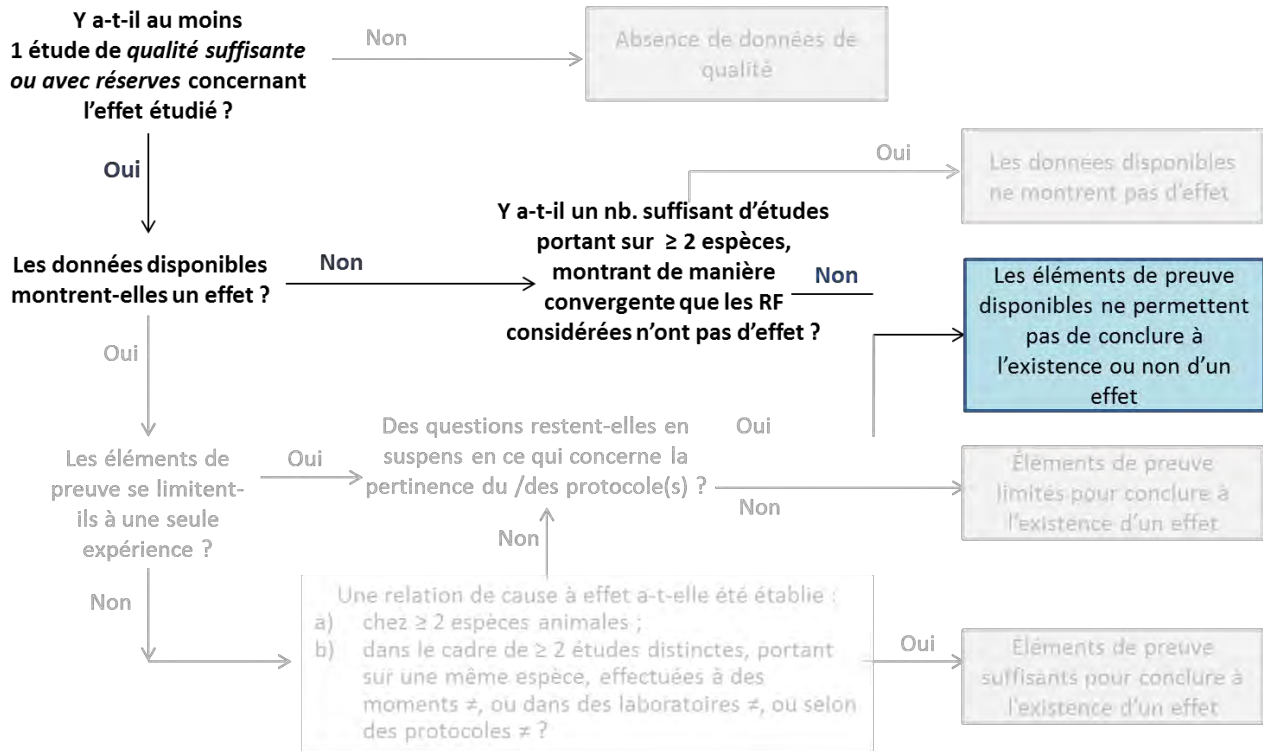 Y a-t-il au moins
1 étude de qualité suffisante
ou avec réserves concernant
l'effet étudié ?
Non
Absence de données de
qualité
Oui
Oui
Les données disponibles
ne montrent pas d'effet
Y a-t-il un nb. suffisant d'études
portant sur ≥ 2 espèces,
montrant de manière
convergente que les RF
considérées n'ont pas d'effet ?
Les données disponibles
montrent-elles un effet ?
Non
Non
Les éléments de preuve
disponibles ne permettent
pas de conclure à
l'existence ou non d'un
effet
Oui
Les éléments de
preuve se limitent-
ils à une seule
expérience ?
Oui
Des questions restent-elles en
suspens en ce qui concerne la
pertinence du /des protocole(s) ?
Oui
Non
Éléments de preuve
limités pour conclure à
l'existence d'un effet
Non
Non
Une relation de cause à effet a-t-elle été établie :
a) chez ≥ 2 espèces animales ;
b) dans le cadre de ≥ 2 études distinctes, portant
sur une même espèce, effectuées à des
moments ≠, ou dans des laboratoires ≠, ou selon
des protocoles ≠ ?
Oui
Éléments de preuve
suffisants pour conclure à
l'existence d'un effet